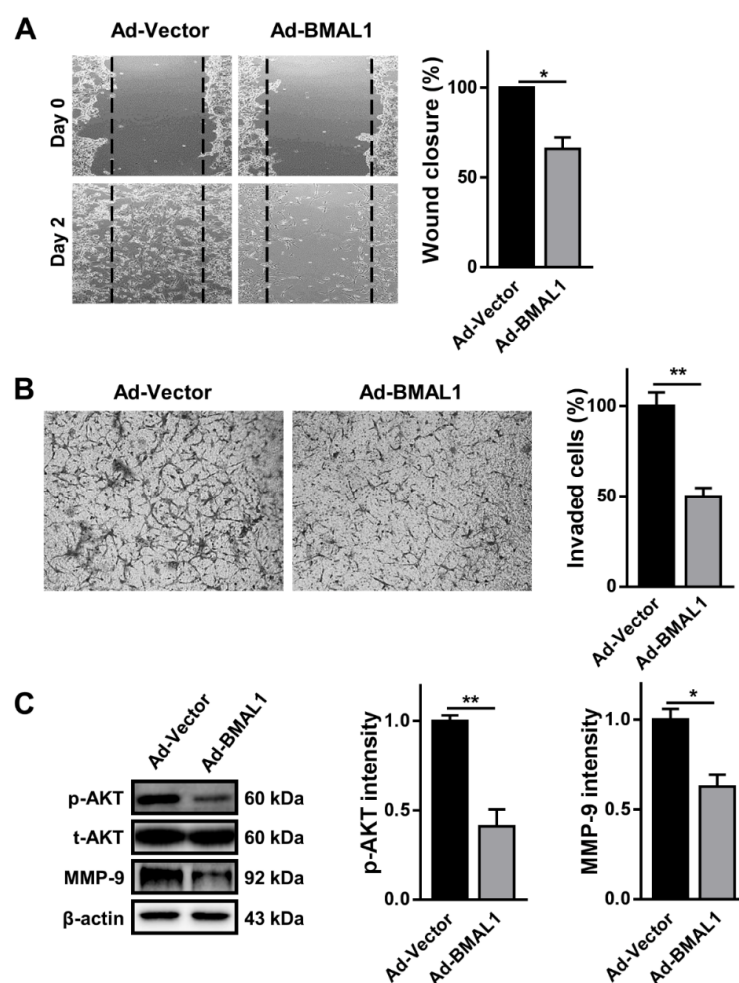 A
Ad-Vector
Ad-BMAL1
Day 0
Day 2
Wound closure (%)
100
50
0
*
Ad-Vector
Ad-BMAL1
B
Ad-Vector
Ad-BMAL1
Invaded cells (%)
100
50
0
**
Ad-Vector
Ad-BMAL1
C
Ad-Vector
Ad-BMAL1
p-AKT 60 kDa
t-AKT 60 kDa
MMP-9 92 kDa
β-actin 43 kDa
p-AKT intensity
1.0
0.5
0.0
**
Ad-Vector
Ad-BMAL1
MMP-9 intensity
1.0
0.5
0.0
*
Ad-Vector
Ad-BMAL1